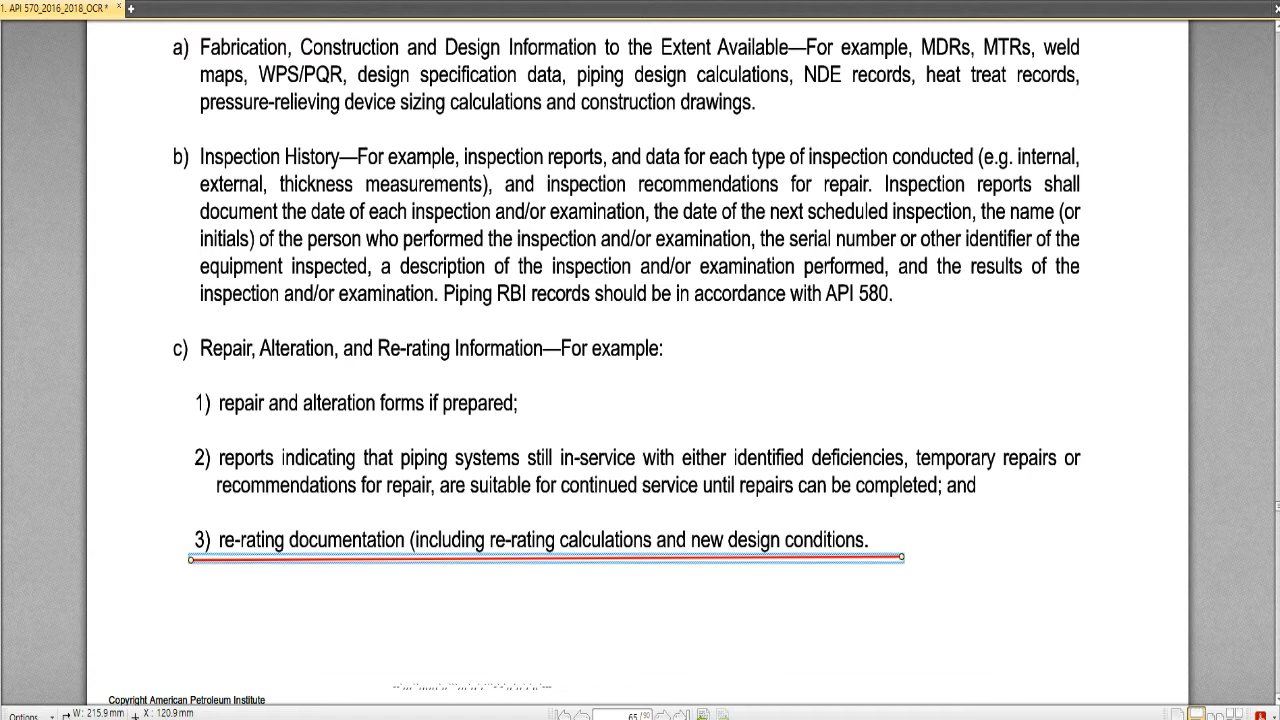 1. API 570_2016_2018_OCR *
a) Fabrication, Construction and Design Information to the Extent Available—For example, MDRs, MTRs, weld
maps, WPS/PQR, design specification data, piping design calculations, NDE records, heat treat records,
pressure-relieving device sizing calculations and construction drawings.
b) Inspection History—For example, inspection reports, and data for each type of inspection conducted (e.g. internal,
external, thickness measurements), and inspection recommendations for repair. Inspection reports shall
document the date of each inspection and/or examination, the date of the next scheduled inspection, the name (or
initials) of the person who performed the inspection and/or examination, the serial number or other identifier of the
equipment inspected, a description of the inspection and/or examination performed, and the results of the
inspection and/or examination. Piping RBI records should be in accordance with API 580.
c) Repair, Alteration, and Re-rating Information—For example:
1) repair and alteration forms if prepared;
2) reports indicating that piping systems still in-service with either identified deficiencies, temporary repairs or
recommendations for repair, are suitable for continued service until repairs can be completed; and
3) re-rating documentation (including re-rating calculations and new design conditions.
Copyright American Petroleum Institute
Options W: 215.9mm X: 120.9mm 65/90